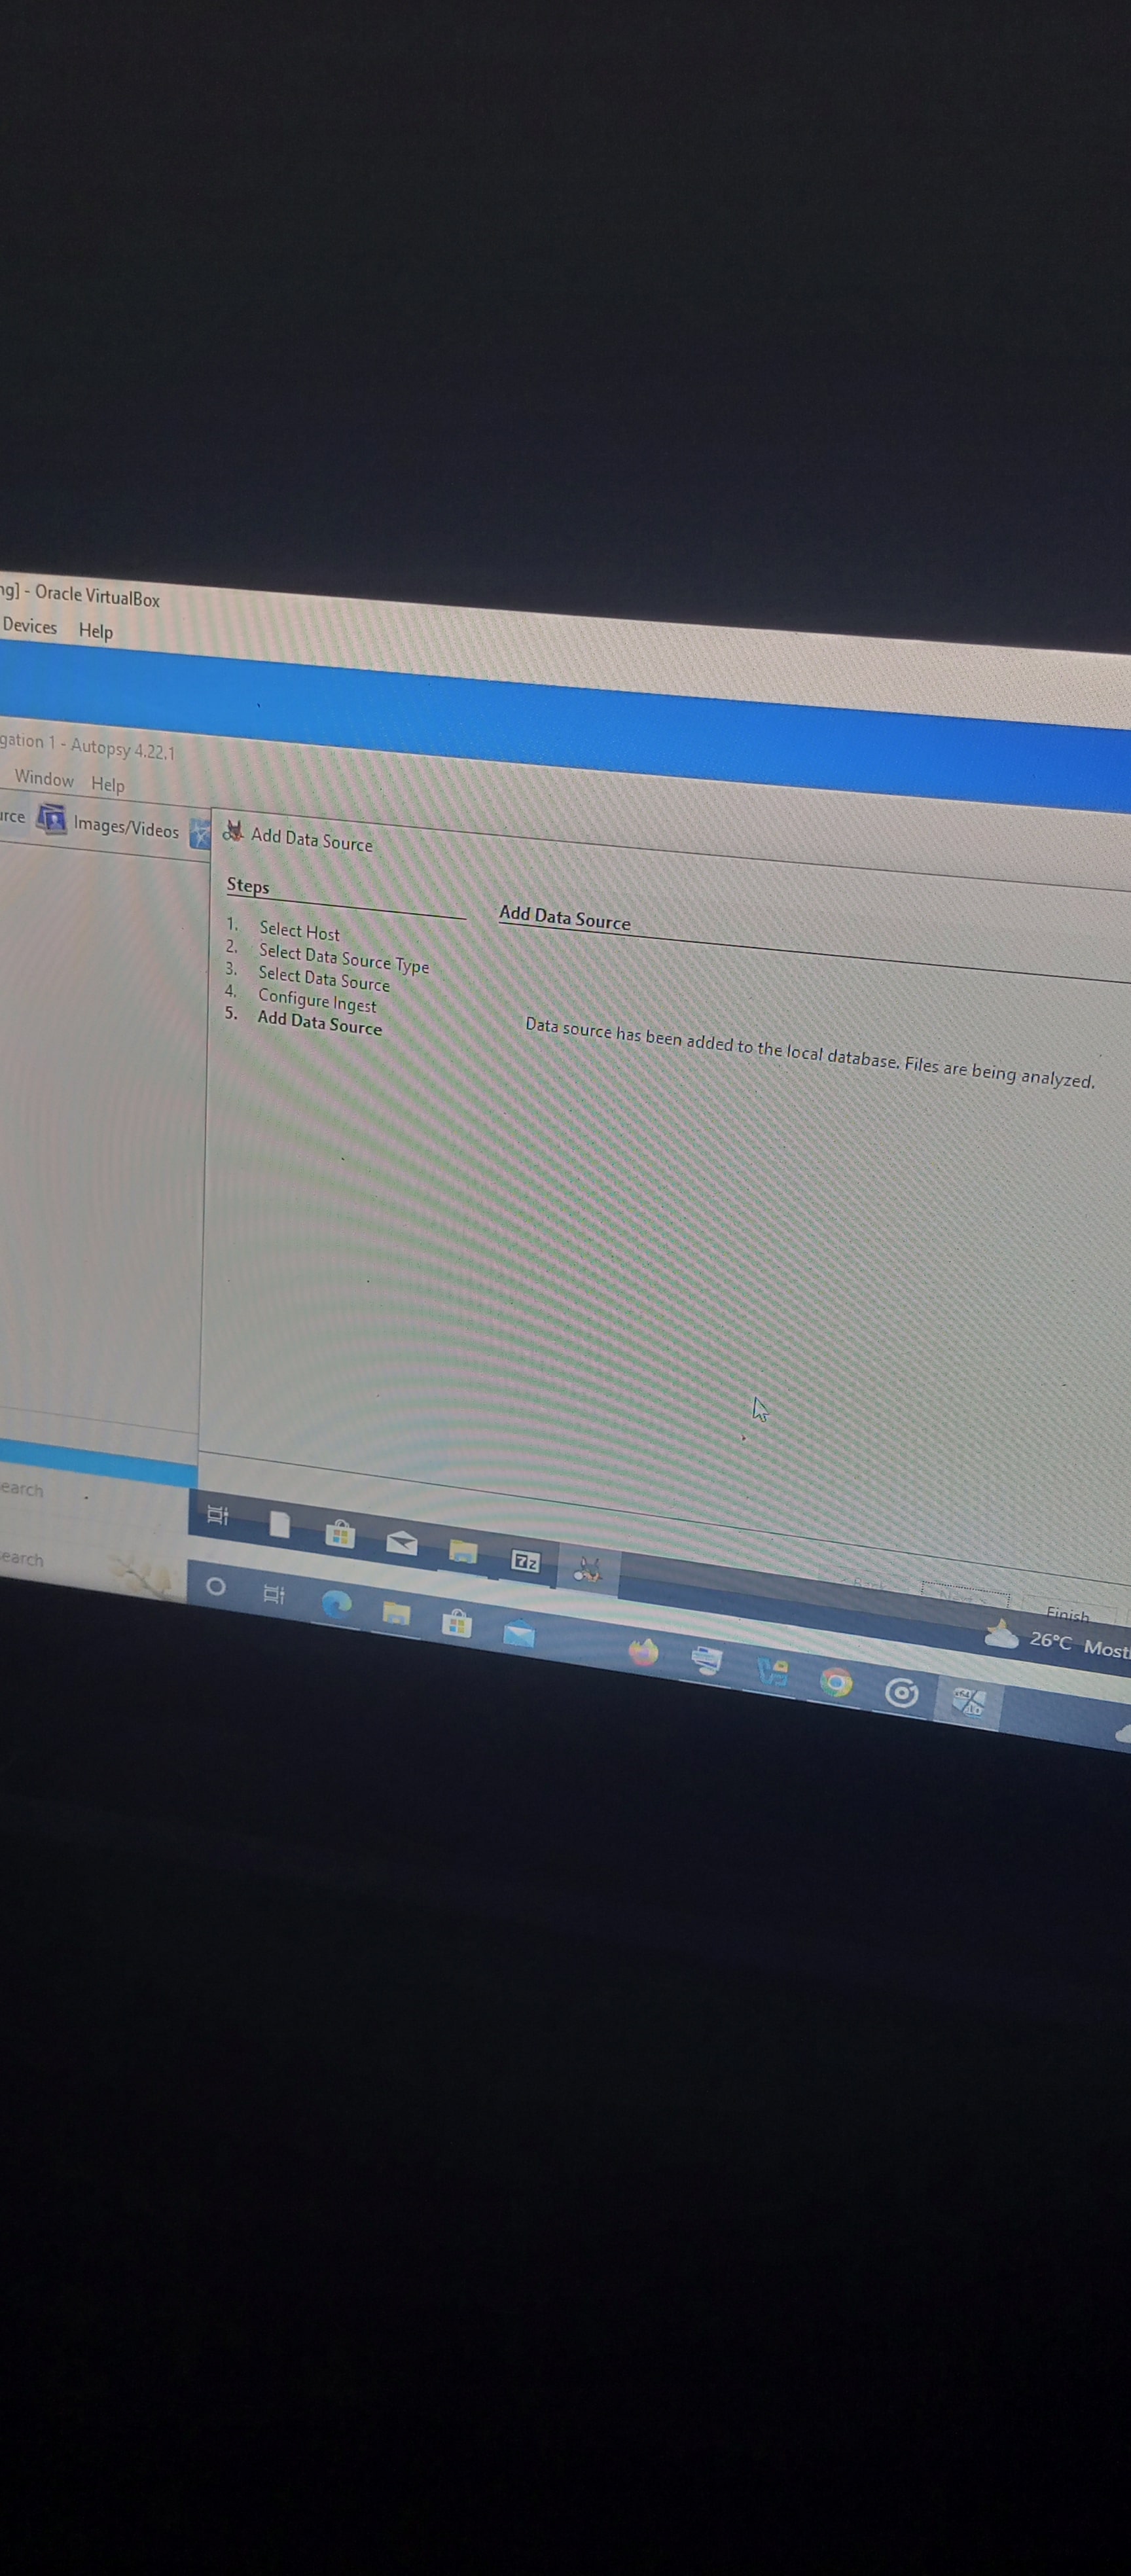 ng] - Oracle VirtualBox
Devices Help
gation 1 - Autopsy 4.22.1
Window Help
urce Images/Videos
Add Data Source
Steps
1. Select Host
2. Select Data Source Type
3. Select Data Source
4. Configure Ingest
5. Add Data Source
Add Data Source
Data source has been added to the local database. Files are being analyzed.
Finish
earch
7z
26°C Most
earch